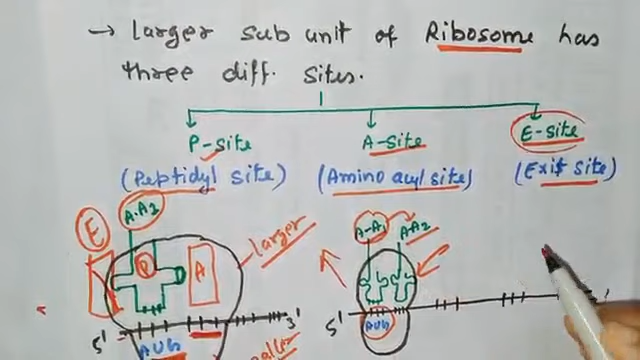 → Larger sub unit of Ribosome has
three diff. sites.
P-site A-site E-site
(Peptidyl site) (Amino acyl site) (Exit site)
A.A2 A-A1 A A2
E P A larger
5' 3' 5'
AUG AUG